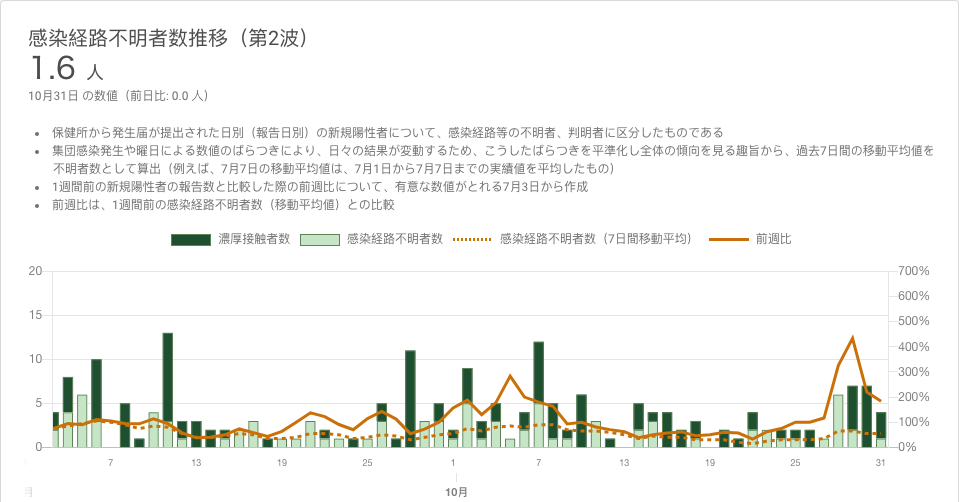 感染経路不明者数推移（第2波）
1.6 人
10月31日 の数値（前日比: 0.0 人）
• 保健所から発生届が提出された日別（報告日別）の新規陽性者について、感染経路等の不明者、判明者に区分したものである
• 集団感染発生や曜日による数値のばらつきにより、日々の結果が変動するため、こうしたばらつきを平準化し全体の傾向を見る趣旨から、過去7日間の移動平均値を
不明者数として算出（例えば、7月7日の移動平均値は、7月1日から7月7日までの実績値を平均したもの）
• 1週間前の新規陽性者の報告数と比較した際の前週比について、有意な数値がとれる7月3日から作成
• 前週比は、1週間前の感染経路不明者数（移動平均値）との比較
濃厚接触者数 感染経路不明者数 感染経路不明者数（7日間移動平均） 前週比
20 700%
600%
15
500%
400%
10
300%
200%
5
100%
0 0%
7 13 19 25 1 7 13 19 25 31
月 10月